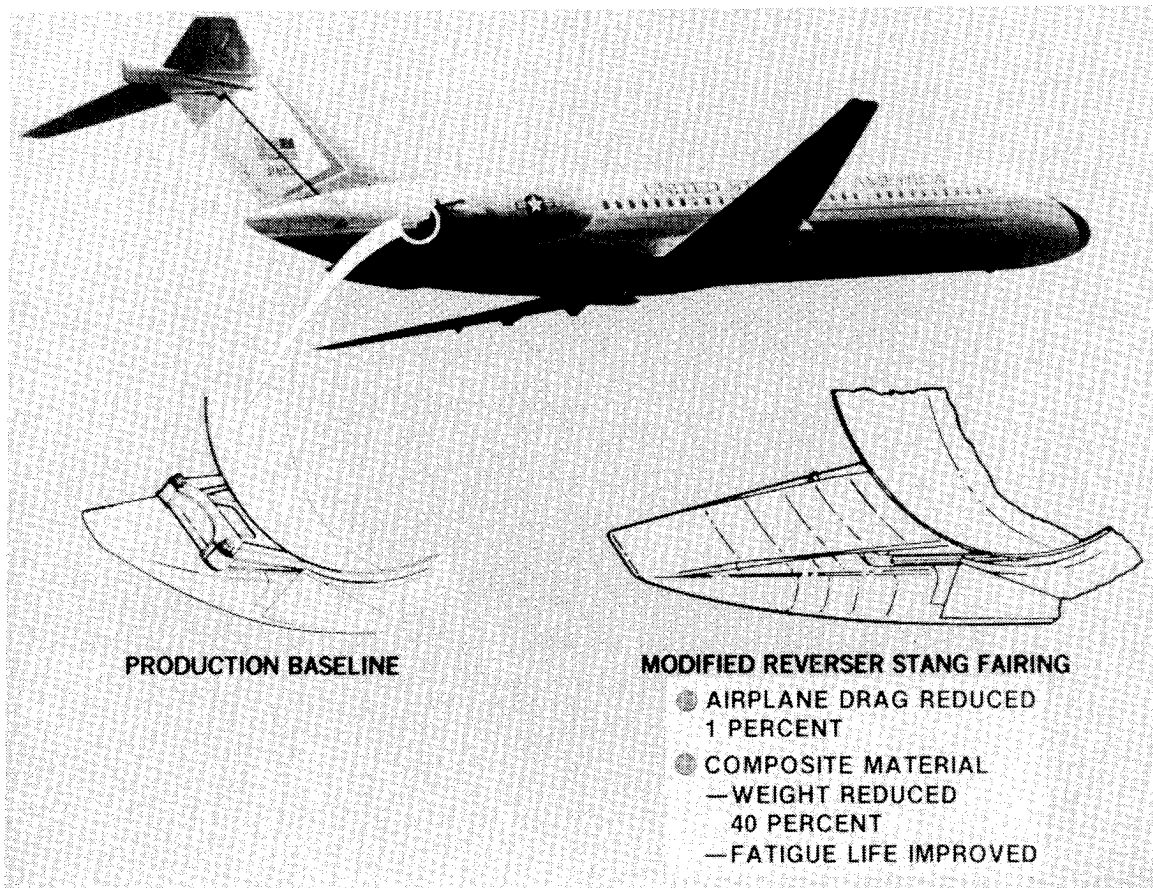 PRODUCTION BASELINE
MODIFIED REVERSER STANG FAIRING
AIRPLANE DRAG REDUCED
1 PERCENT
COMPOSITE MATERIAL
—WEIGHT REDUCED
40 PERCENT
—FATIGUE LIFE IMPROVED